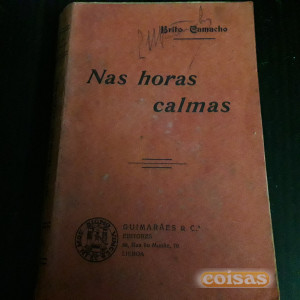 Brito Camacho
Nas horas
calmas
GUIMARÃES & C.ª
EDITORES
LISBOA
coisas